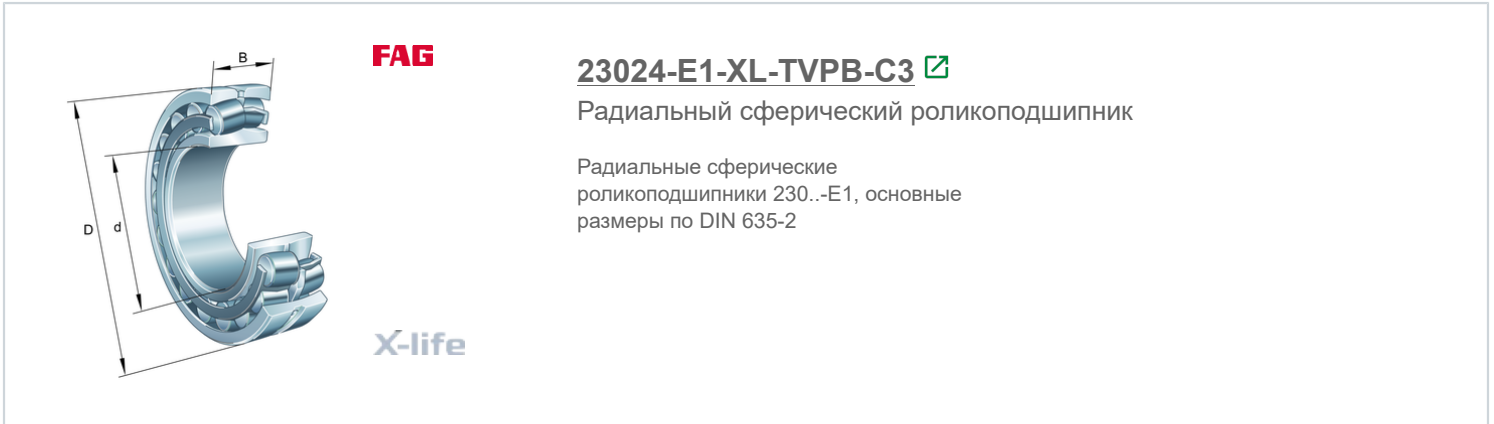 B
D
d
FAG
X-life
23024-E1-XL-TVPB-C3
Радиальный сферический роликоподшипник
Радиальные сферические
роликоподшипники 230..-E1, основные
размеры по DIN 635-2